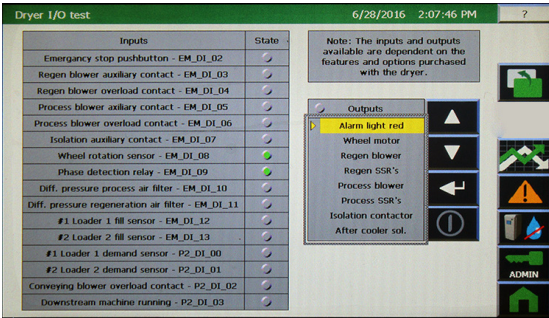 Dryer I/O test
6/28/2016 2:07:46 PM
?
Inputs State
Emergancy stop pushbutton - EM_DI_02
Regen blower auxiliary contact - EM_DI_03
Regen blower overload contact - EM_DI_04
Process blower axiliary contact - EM_DI_05
Process blower overload contact - EM_DI_06
Isolation auxiliary contact - EM_DI_07
Wheel rotation sensor - EM_DI_08
Phase detection relay - EM_DI_09
Diff. pressure process air filter - EM_DI_10
Diff. pressure regeneration air filter - EM_DI_11
#1 Loader 1 fill sensor - EM_DI_12
#2 Loader 2 fill sensor - EM_DI_13
#1 Loader 1 demand sensor - P2_DI_00
#2 Loader 2 demand sensor - P2_DI_01
Conveying blower overload contact - P2_DI_02
Downstream machine running - P2_DI_03
Note: The inputs and outputs
available are dependent on the
features and options purchased
with the dryer.
Outputs
Alarm light red
Wheel motor
Regen blower
Regen SSR's
Process blower
Process SSR's
Isolation contactor
After cooler sol.
ADMIN